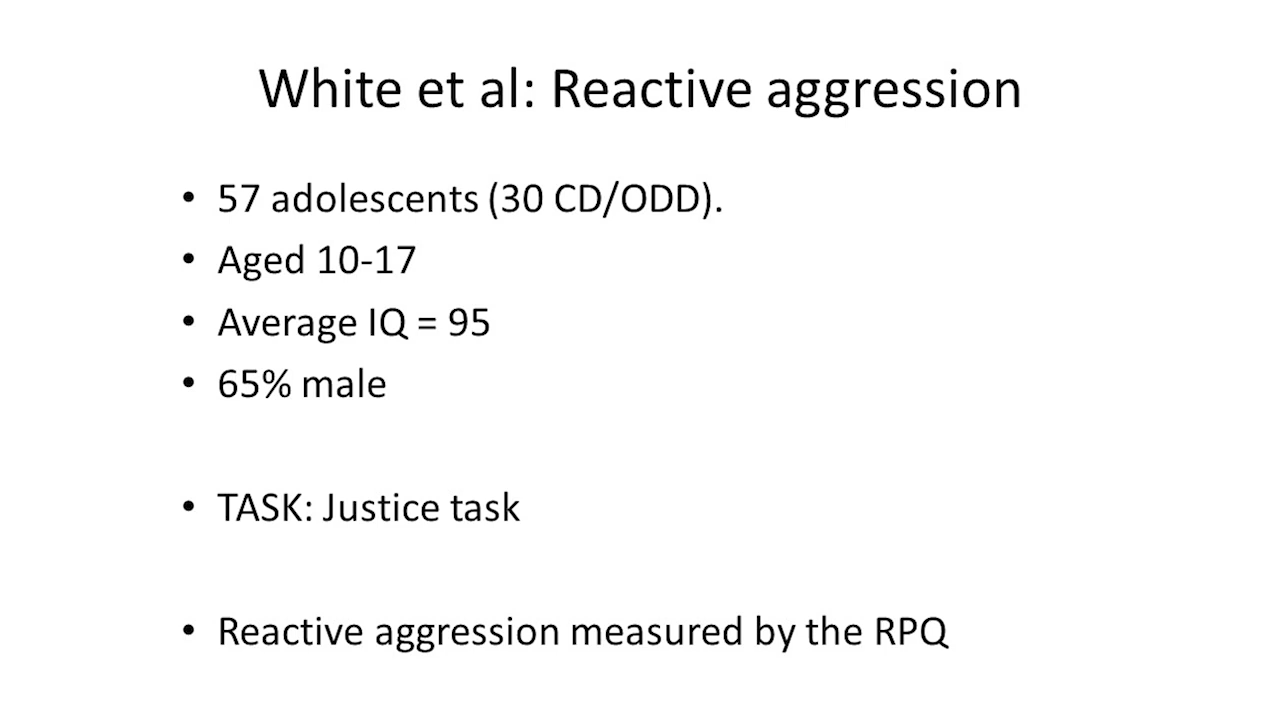 White et al: Reactive aggression
• 57 adolescents (30 CD/ODD).
• Aged 10-17
• Average IQ = 95
• 65% male
• TASK: Justice task
• Reactive aggression measured by the RPQ